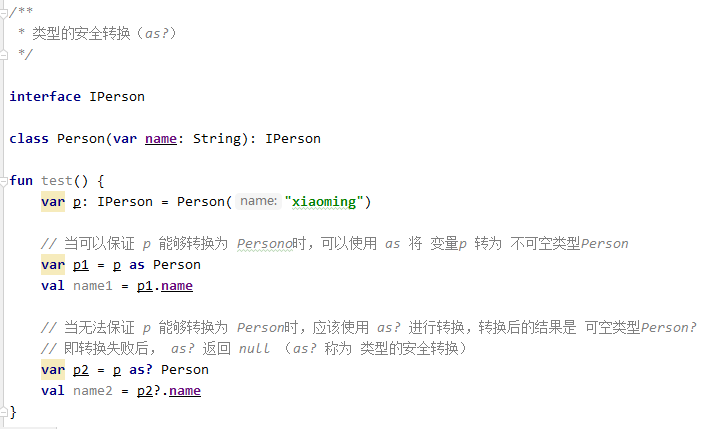 /**
 * 类型的安全转换（as?）
 */
interface IPerson
class Person(var name: String): IPerson
fun test() {
    var p: IPerson = Person( name: "xiaoming")
    // 当可以保证 p 能够转换为 Persono时，可以使用 as 将 变量p 转为 不可空类型Person
    var p1 = p as Person
    val name1 = p1.name
    // 当无法保证 p 能够转换为 Person时，应该使用 as? 进行转换，转换后的结果是 可空类型Person?
    // 即转换失败后， as? 返回 null （as? 称为 类型的安全转换）
    var p2 = p as? Person
    val name2 = p2?.name
}